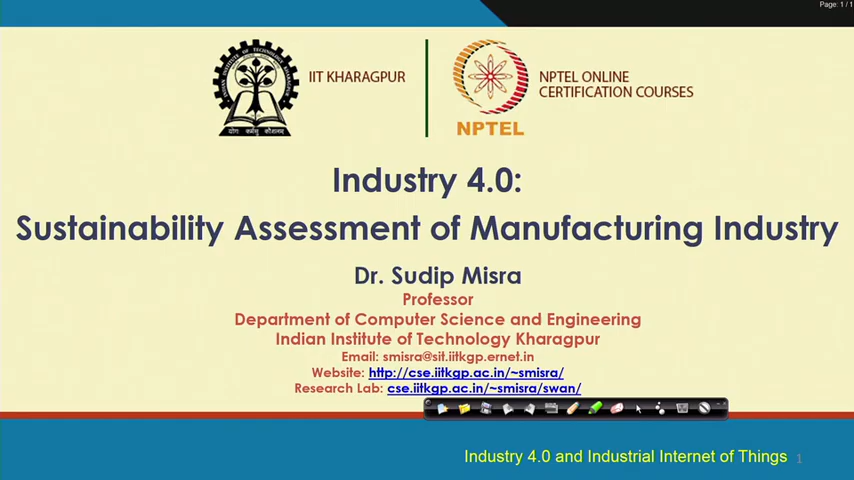 Page: 1 / 1
IIT KHARAGPUR
NPTEL ONLINE
CERTIFICATION COURSES
NPTEL
Industry 4.0:
Sustainability Assessment of Manufacturing Industry
Dr. Sudip Misra
Professor
Department of Computer Science and Engineering
Indian Institute of Technology Kharagpur
Email: smisra@sit.iitkgp.ernet.in
Website: http://cse.iitkgp.ac.in/~smisra/
Research Lab: cse.iitkgp.ac.in/~smisra/swan/
Industry 4.0 and Industrial Internet of Things 1